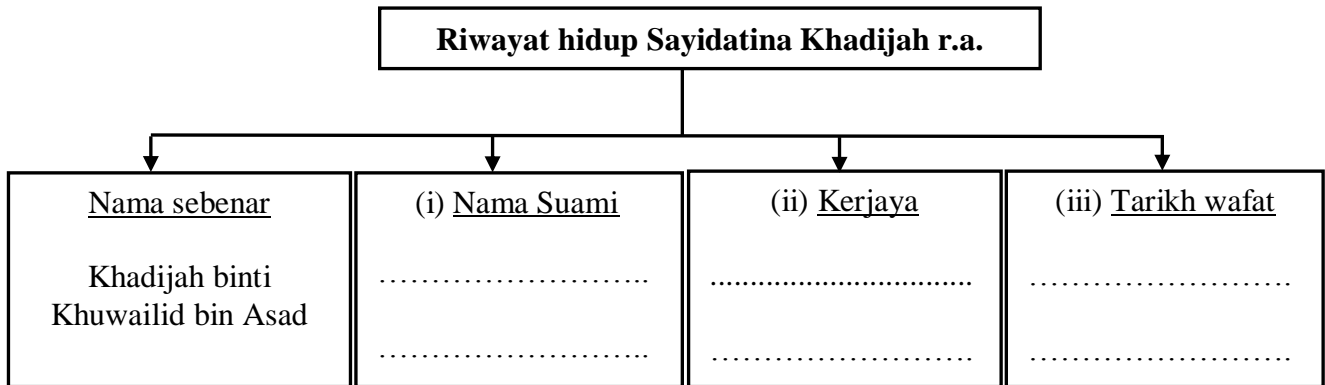 Riwayat hidup Sayidatina Khadijah r.a.
Nama sebenar
Khadijah binti
Khuwailid bin Asad
(i) Nama Suami
……………………..
……………………..
(ii) Kerjaya
……………………………
……………………..
(iii) Tarikh wafat
……………………..
……………………..